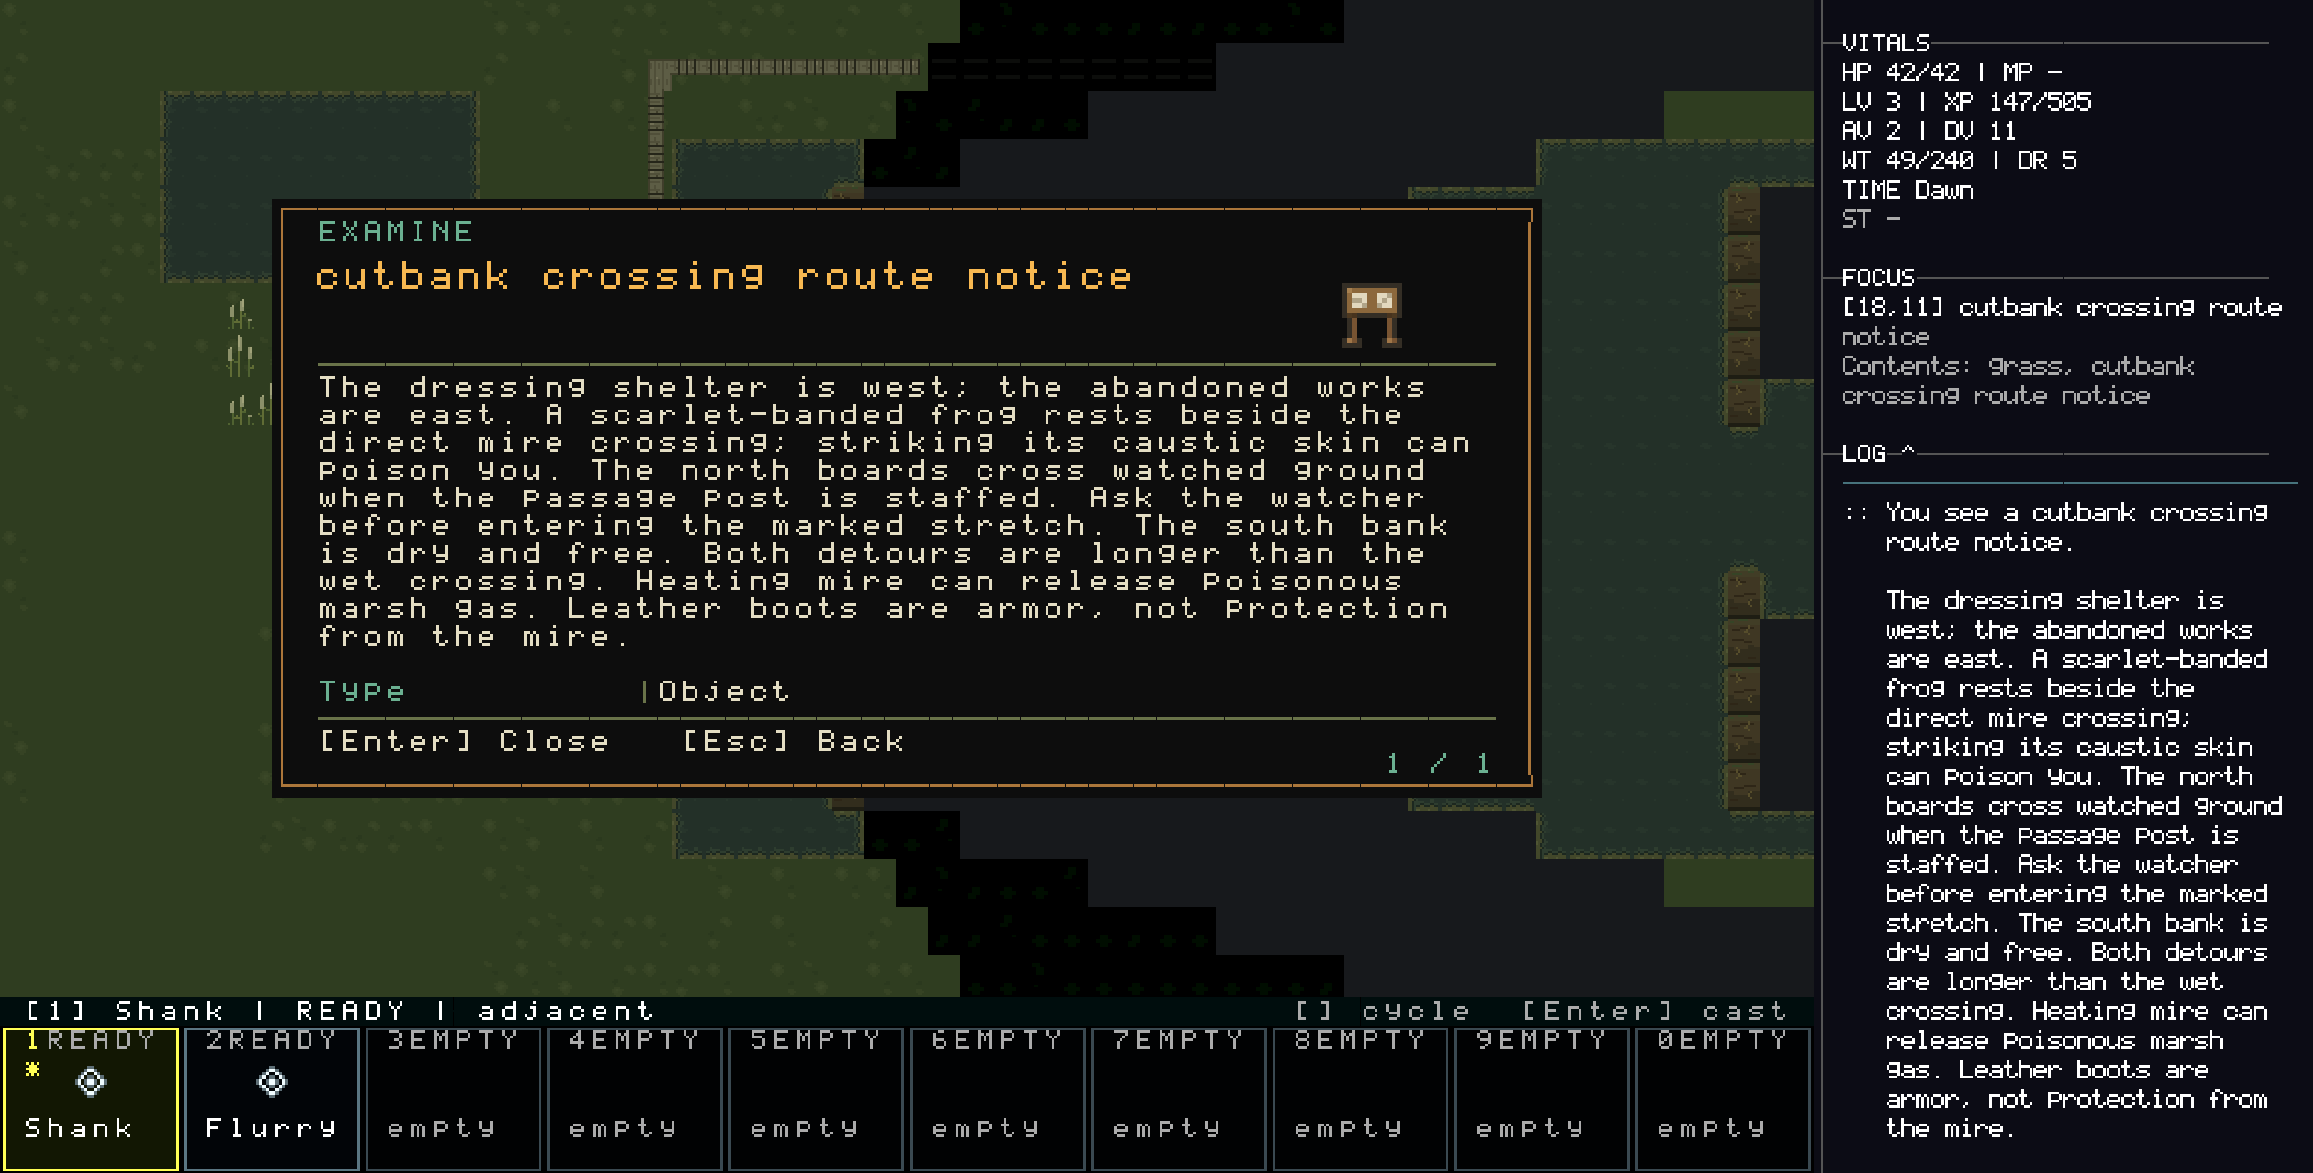 EXAMINE
cutbank crossing route notice
The dressing shelter is west; the abandoned works
are east. A scarlet-banded frog rests beside the
direct mire crossing; striking its caustic skin can
poison you. The north boards cross watched ground
when the passage post is staffed. Ask the watcher
before entering the marked stretch. The south bank
is dry and free. Both detours are longer than the
wet crossing. Heating mire can release poisonous
marsh gas. Leather boots are armor, not protection
from the mire.
Type |Object
[Enter] Close [Esc] Back
1 / 1
[1] Shank | READY | adjacent
[] cycle [Enter] cast
1READY 2READY 3EMPTY 4EMPTY 5EMPTY 6EMPTY 7EMPTY 8EMPTY 9EMPTY 0EMPTY
Shank Flurry empty empty empty empty empty empty empty empty
VITALS
HP 42/42 | MP -
LV 3 | XP 147/505
AV 2 | DV 11
WT 49/240 | DR 5
TIME Dawn
ST -
FOCUS
[18,11] cutbank crossing route
notice
Contents: grass, cutbank
crossing route notice
LOG ^
:: You see a cutbank crossing
route notice.
The dressing shelter is
west; the abandoned works
are east. A scarlet-banded
frog rests beside the
direct mire crossing;
striking its caustic skin
can poison you. The north
boards cross watched ground
when the passage post is
staffed. Ask the watcher
before entering the marked
stretch. The south bank is
dry and free. Both detours
are longer than the wet
crossing. Heating mire can
release poisonous marsh
gas. Leather boots are
armor, not protection from
the mire.